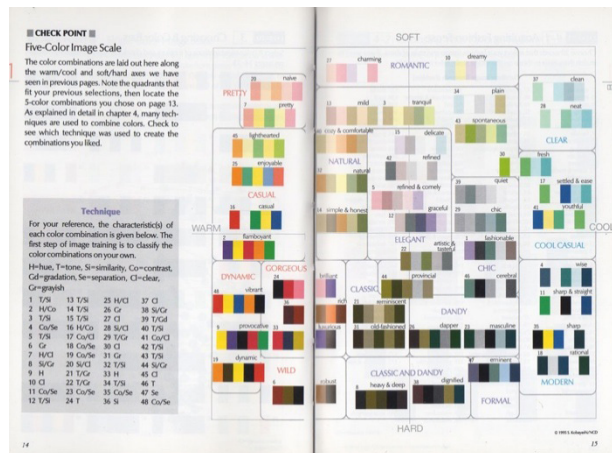 CHECK POINT
Five-Color Image Scale
The color combinations are laid out here along
the warm/cool and soft/hard axes we have
seen in previous pages. Note the quadrants that
fit your previous selections, then locate the
5-color combinations you chose on page 13.
As explained in detail in chapter 4, many tech-
niques are used to combine colors. Check to
see which technique was used to create the
combinations you liked.
Technique
For your reference, the characteristic(s) of
each color combination is given below. The
first step of image training is to classify the
color combinations on your own.
H=hue, T=tone, Si=similarity, Co=contrast,
Gd=gradation, Se=separation, Cl=clear,
Gr=grayish
1 T/Si 13 T/Si 25 H/Cl 37 Cl
2 H/Co 14 T/Si 26 Gr 38 Si/Gr
3 T/Si 15 T/Si 27 Cl 39 T/Gd
4 Co/Se 16 H/Co 28 Si/Cl 40 T/Si
5 T/Si 17 Co/Cl 29 T/Gr 41 Co/Cl
6 Gr 18 Co/Se 30 Cl 42 T/Si
7 H/Cl 19 Co/Se 31 Gr 43 T/Si
8 Si/Gr 20 Si/Cl 32 T/Si 44 Si/Gr
9 H 21 T/Gr 33 H 45 Cl
10 Cl 22 T/Gr 34 T/Si 46 T
11 Co/Se 23 Co/Se 35 Co/Se 47 Se
12 T/Si 24 T 36 Si 48 Co/Se
14
SOFT
WARM
COOL
HARD
PRETTY
naive
7 pretty
lighthearted
enjoyable
CASUAL
casual
flamboyant
DYNAMIC
GORGEOUS
vibrant
provocative
dynamic
WILD
charming
ROMANTIC
dreamy
mild
tranquil
plain
spontaneous
clean
neat
CLEAR
cozy & comfortable
delicate
NATURAL
natural
refined
fresh
refined & comely
quiet
settled & ease
simple & honest
graceful
chic
youthful
ELEGANT
artistic & tasteful
fashionable
COOL CASUAL
brilliant
CLASSIC
provincial
CHIC
cerebral
wise
rich
reminiscent
DANDY
sharp & straight
luxurious
old-fashioned
dapper
masculine
sharp
robust
CLASSIC AND DANDY
heavy & deep
dignified
eminent
FORMAL
rational
MODERN
15